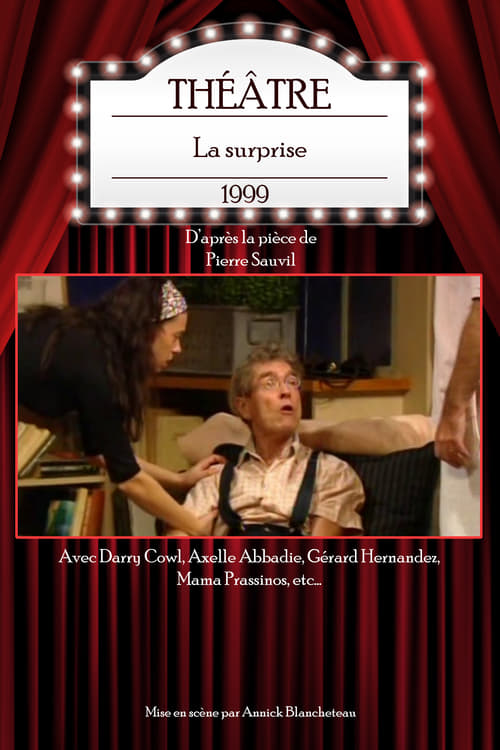 THÉÂTRE
La surprise
1999
D'après la pièce de
Pierre Sauvil
Avec Darry Cowl, Axelle Abbadie, Gérard Hernandez,
Mama Prassinos, etc...
Mise en scène par Annick Blancheteau